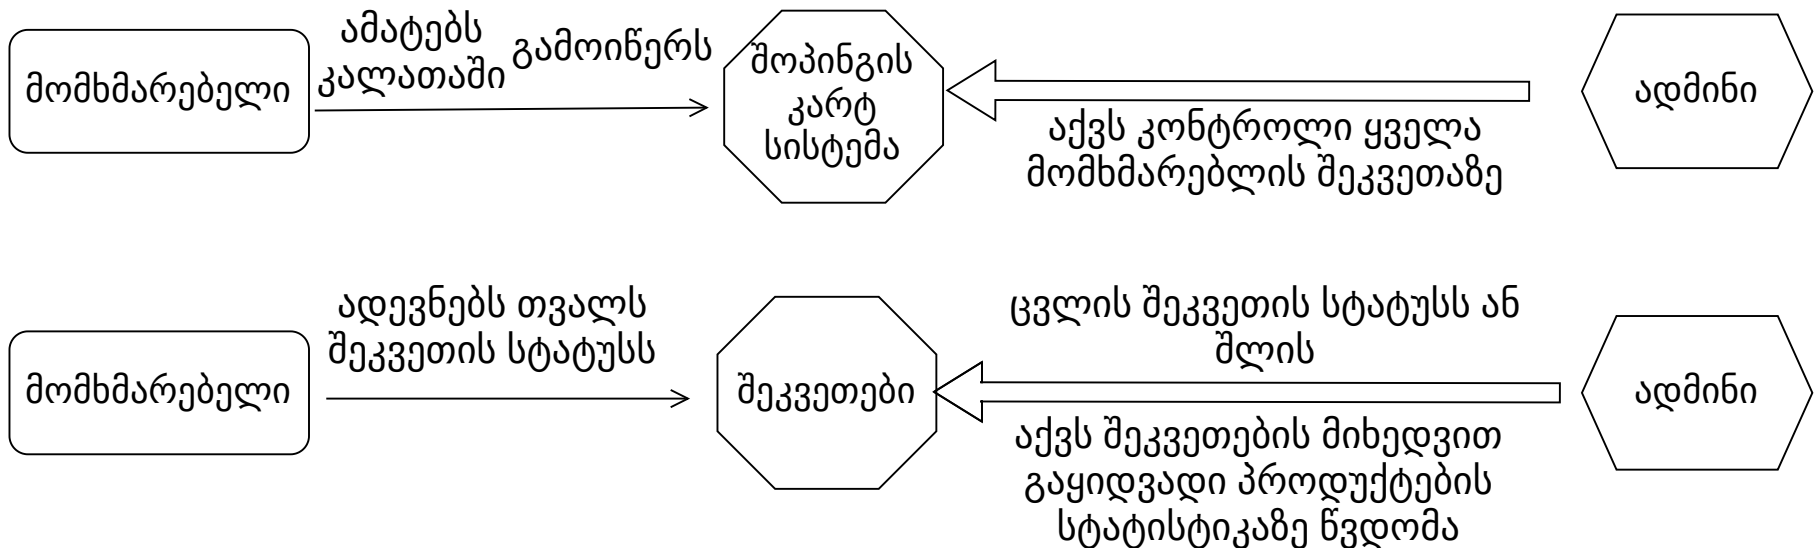 მომხმარებელი
ამატებს
კალათაში
გამოიწერს
შოპინგის
კარტ
სისტემა
აქვს კონტროლი ყველა
მომხმარებლის შეკვეთაზე
ადმინი
მომხმარებელი
ადევნებს თვალს
შეკვეთის სტატუსს
შეკვეთები
ცვლის შეკვეთის სტატუსს ან
შლის
აქვს შეკვეთების მიხედვით
გაყიდვადი პროდუქტების
სტატისტიკაზე წვდომა
ადმინი